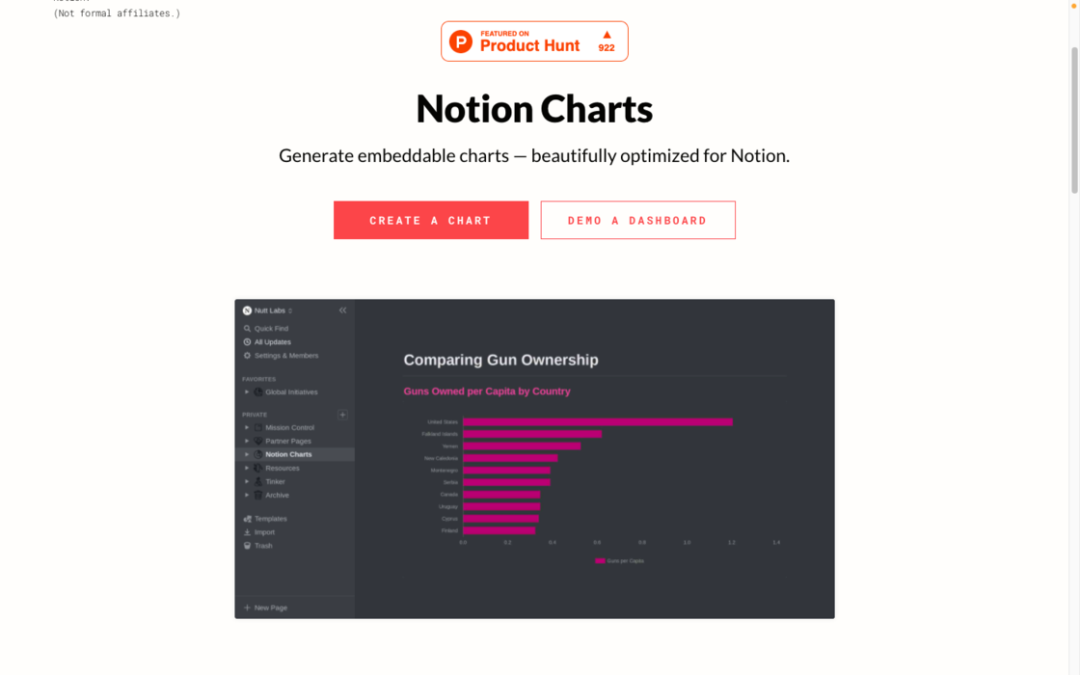 (Not formal affiliates.)
FEATURED ON
Product Hunt
922
Notion Charts
Generate embeddable charts — beautifully optimized for Notion.
CREATE A CHART
DEMO A DASHBOARD
Nutt Labs
Quick Find
All Updates
Settings & Members
FAVORITES
Global Initiatives
PRIVATE
Mission Control
Partner Pages
Notion Charts
Resources
Tinker
Archive
Templates
Import
Trash
New Page
Comparing Gun Ownership
Guns Owned per Capita by Country
United States
Falkland Islands
Yemen
New Caledonia
Montenegro
Serbia
Canada
Uruguay
Cyprus
Finland
0.0 0.2 0.4 0.6 0.8 1.0 1.2 1.4
Guns per Capita